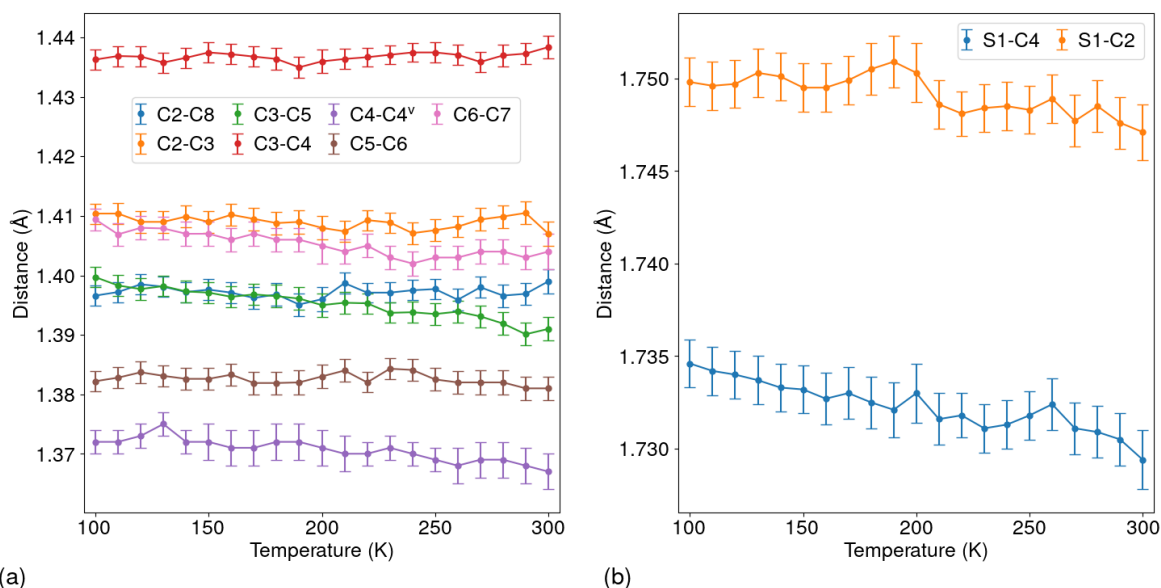 1.44
1.43
1.42
1.41
1.40
1.39
1.38
1.37
Distance (Å)
C2-C8 C3-C5 C4-C4ᵛ C6-C7
C2-C3 C3-C4 C5-C6
100 150 200 250 300
Temperature (K)
(a)
1.750
1.745
1.740
1.735
1.730
Distance (Å)
S1-C4 S1-C2
100 150 200 250 300
Temperature (K)
(b)